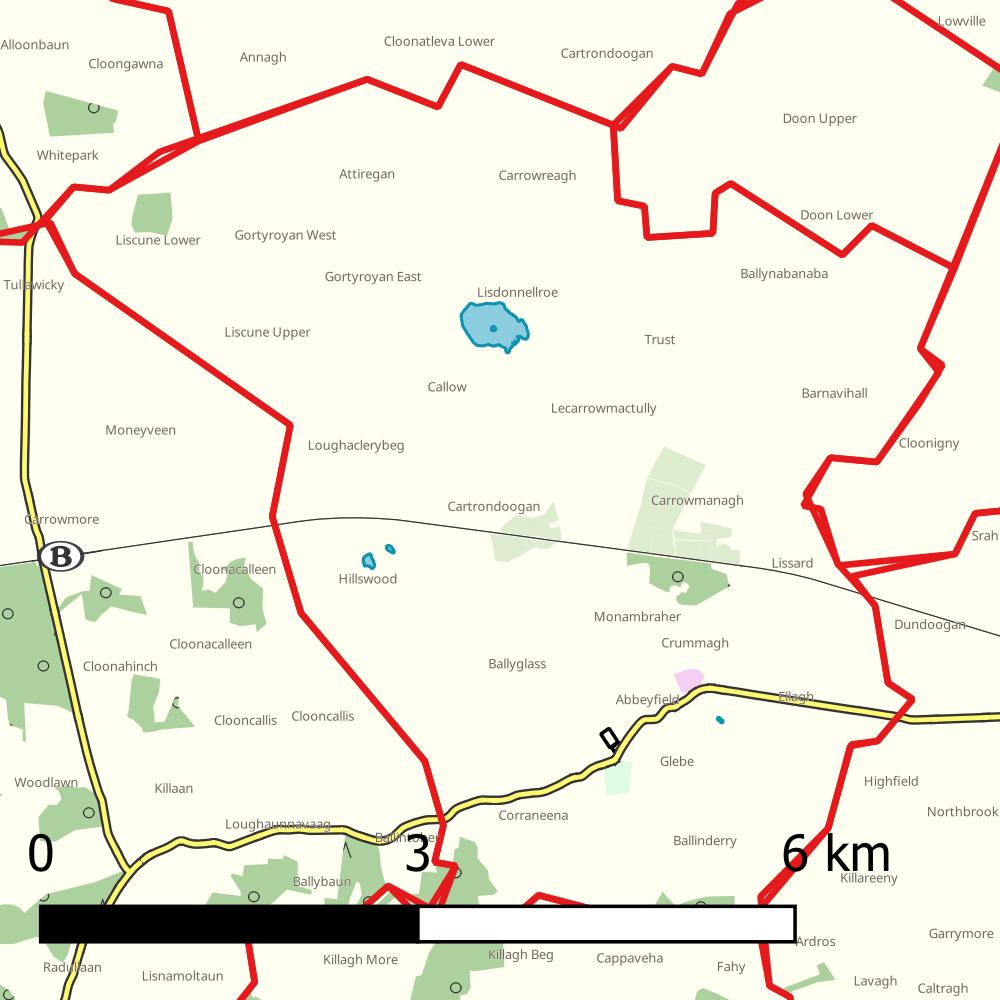 Lowville
Cloonatleva Lower
Alloonbaun
Annagh
Cartrondoogan
Cloongawna
Doon Upper
Whitepark
Attiregan
Carrowreagh
Doon Lower
Liscune Lower
Gortyroyan West
Ballynabanaba
Gortyroyan East
Tullawicky
Lisdonnellroe
Liscune Upper
Trust
Callow
Barnavihall
Lecarrowmactully
Moneyveen
Cloonigny
Loughaclerybeg
Carrowmanagh
Cartrondoogan
Carrowmore
Srah
B
Lissard
Cloonacalleen
Hillswood
Monambraher
Dundoogan
Cloonacalleen
Crummagh
Cloonahinch
Ballyglass
Abbeyfield
Ellagh
Clooncallis
Clooncallis
Glebe
Woodlawn
Highfield
Killaan
Northbrook
Corraneena
Loughaunnavaag
Ballintober
Ballinderry
0
3
6 km
Killareeny
Ballybaun
Garrymore
Ardros
Killagh Beg
Cappaveha
Killagh More
Fahy
Radullaan
Lisnamoltaun
Lavagh
Caltragh